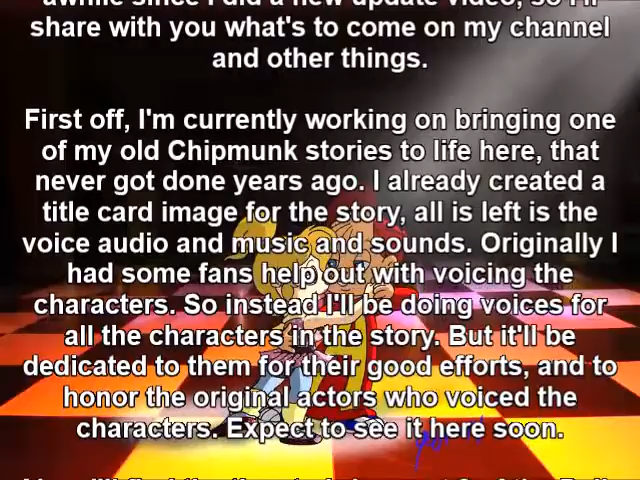 awhile since I did a new update video, so I'll
share with you what's to come on my channel
and other things.
First off, I'm currently working on bringing one
of my old Chipmunk stories to life here, that
never got done years ago. I already created a
title card image for the story, all is left is the
voice audio and music and sounds. Originally I
had some fans help out with voicing the
characters. So instead I'll be doing voices for
all the characters in the story. But it'll be
dedicated to them for their good efforts, and to
honor the original actors who voiced the
characters. Expect to see it here soon.